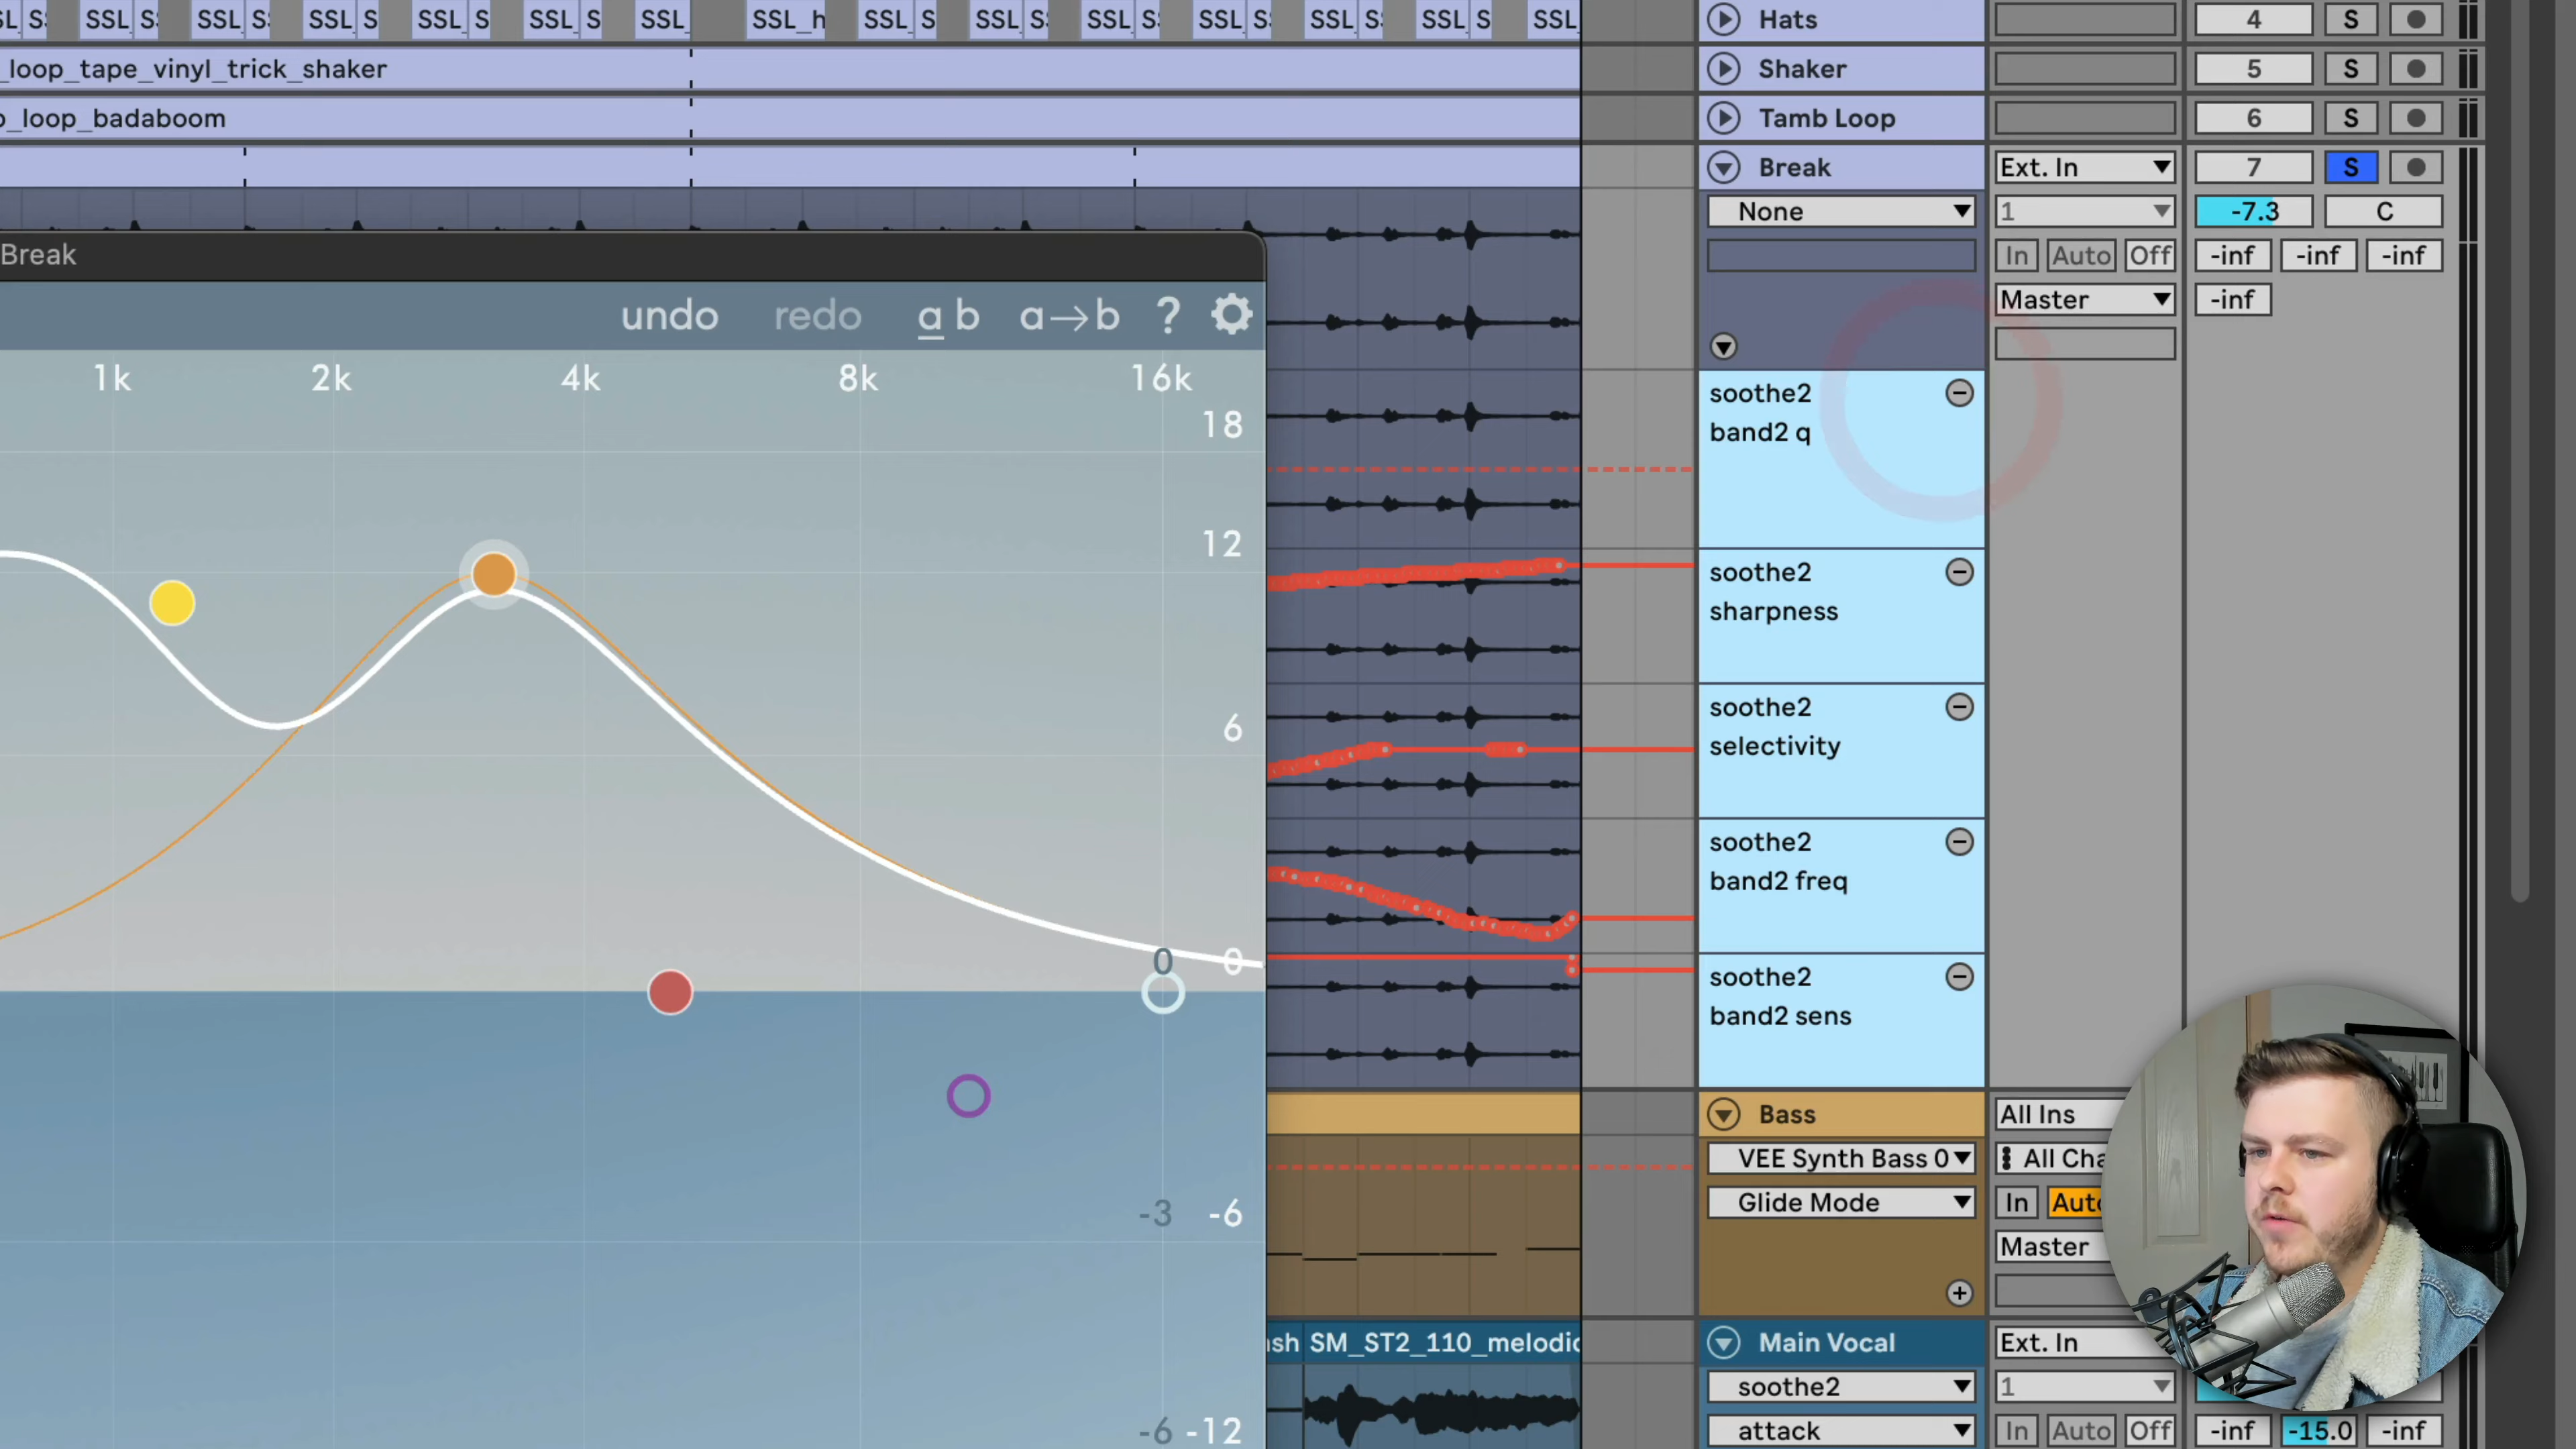 SSL S SSL S SSL S SSL S SSL S SSL SSL_h SSL S SSL SSL SSL SSL S SSL S SSL
Hats
4
S
_loop_tape_vinyl_trick_shaker
Shaker
5
S
_loop_badaboom
Tamb Loop
6
S
Break
Ext. In
7
S
None
1
-7.3
C
Break
In
Auto
Off
-inf
-inf
-inf
Master
-inf
undo
redo
a b
a→b
?
1k
2k
4k
8k
16k
18
12
6
0
0
-3
-6
-6
-12
soothe2
band2 q
soothe2
sharpness
soothe2
selectivity
soothe2
band2 freq
soothe2
band2 sens
Bass
All Ins
VEE Synth Bass 0
All Cha
Glide Mode
In
Auto
Master
SM_ST2_110_melodic
Main Vocal
Ext. In
soothe2
1
attack
In
Auto
Off
-inf
-15.0
-inf